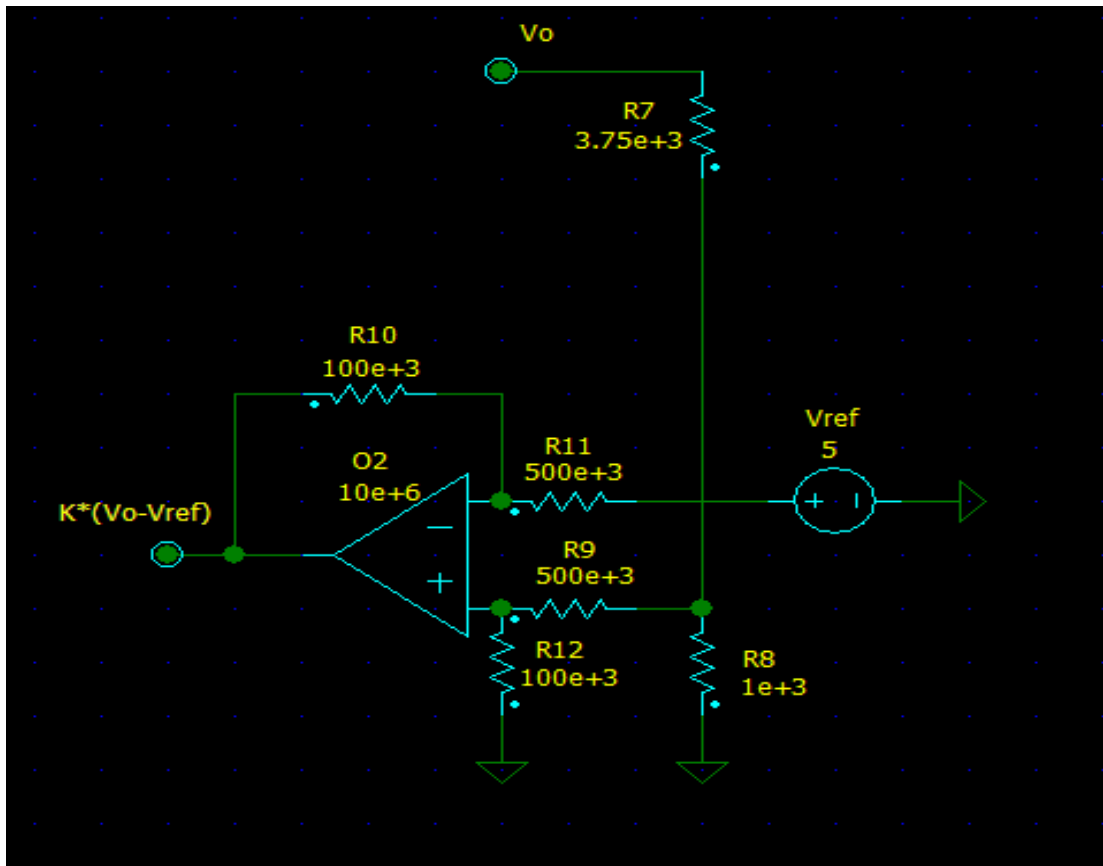 Vo
R7
3.75e+3
R10
100e+3
Vref
5
R11
500e+3
O2
10e+6
K*(Vo-Vref)
R9
500e+3
R12
100e+3
R8
1e+3